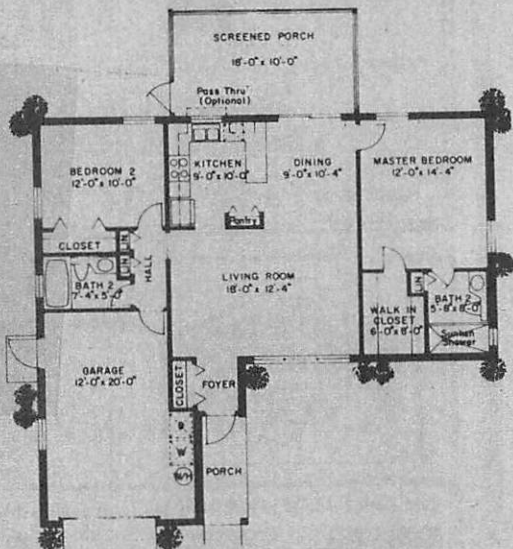 SCREENED PORCH
18'-0" x 10'-0"
Pass Thru
(Optional)
BEDROOM 2
12'-0" x 10'-0"
KITCHEN
9'-0" x 10'-0"
DINING
9'-0" x 10'-4"
MASTER BEDROOM
12'-0" x 14'-4"
Pantry
CLOSET
LIN
LIN
HALL
BATH 2
7'-4" x 5'-0"
LIVING ROOM
18'-0" x 12'-4"
LIN
BATH 2
5'-8" x 8'-0"
WALK IN
CLOSET
6'-0" x 8'-0"
Sunken
Shower
GARAGE
12'-0" x 20'-0"
CLOSET
FOYER
W
PORCH